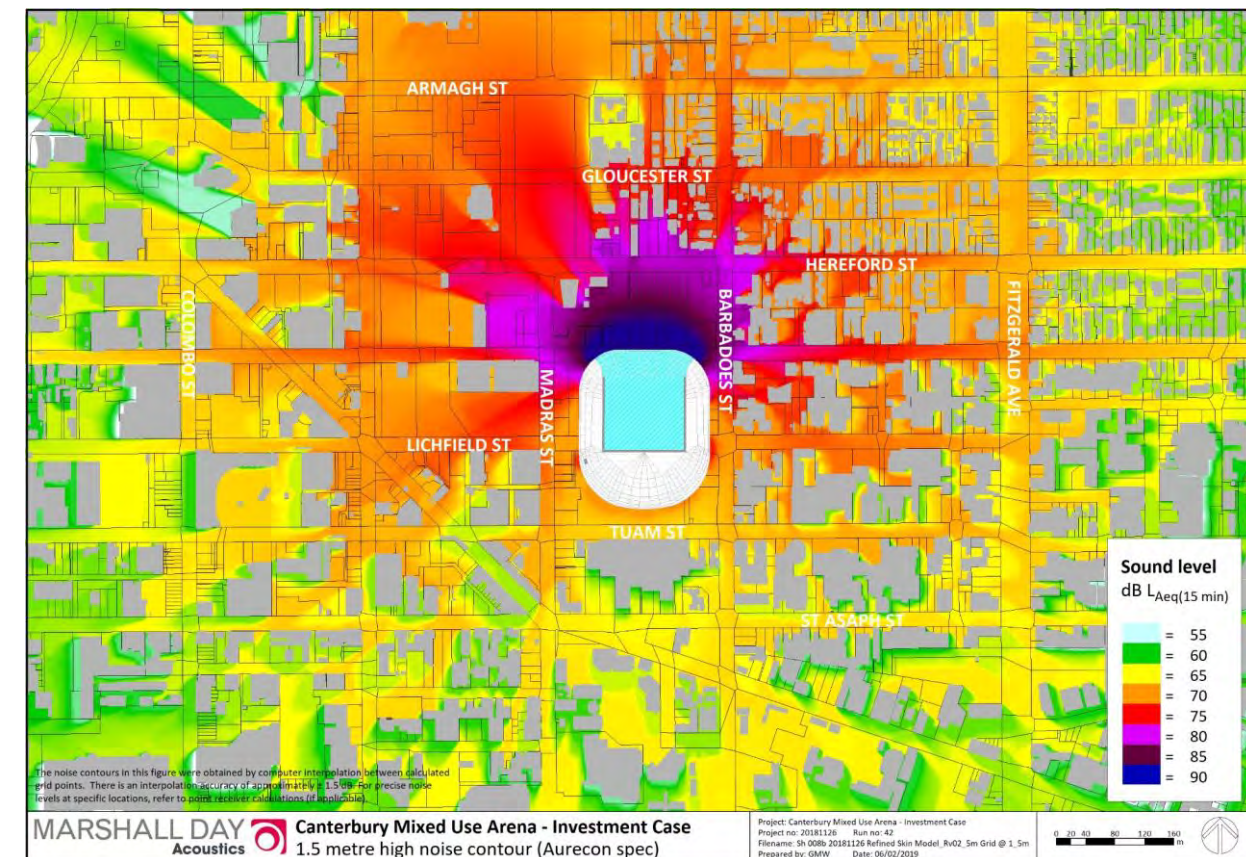 ARMAGH ST
GLOUCESTER ST
HEREFORD ST
COLOMBO ST
MADRAS ST
BARBADOES ST
FITZGERALD AVE
LICHFIELD ST
TUAM ST
ST ASAPH ST
Sound level
dB LAeq(15 min)
= 55
= 60
= 65
= 70
= 75
= 80
= 85
= 90
The noise contours in this figure were obtained by computer interpolation between calculated
grid points. There is an interpolation accuracy of approximately ± 1.5 dB. For precise noise
levels at specific locations, refer to point receiver calculations (if applicable).
MARSHALL DAY
Acoustics
Canterbury Mixed Use Arena - Investment Case
1.5 metre high noise contour (Aurecon spec)
Project: Canterbury Mixed Use Arena - Investment Case
Project no: 20181126 Run no: 42
Filename: Sh 008b 20181126 Refined Skin Model_Rv02_5m Grid @ 1_5m
Prepared by: GMW Date: 06/02/2019
0 20 40 80 120 160
m